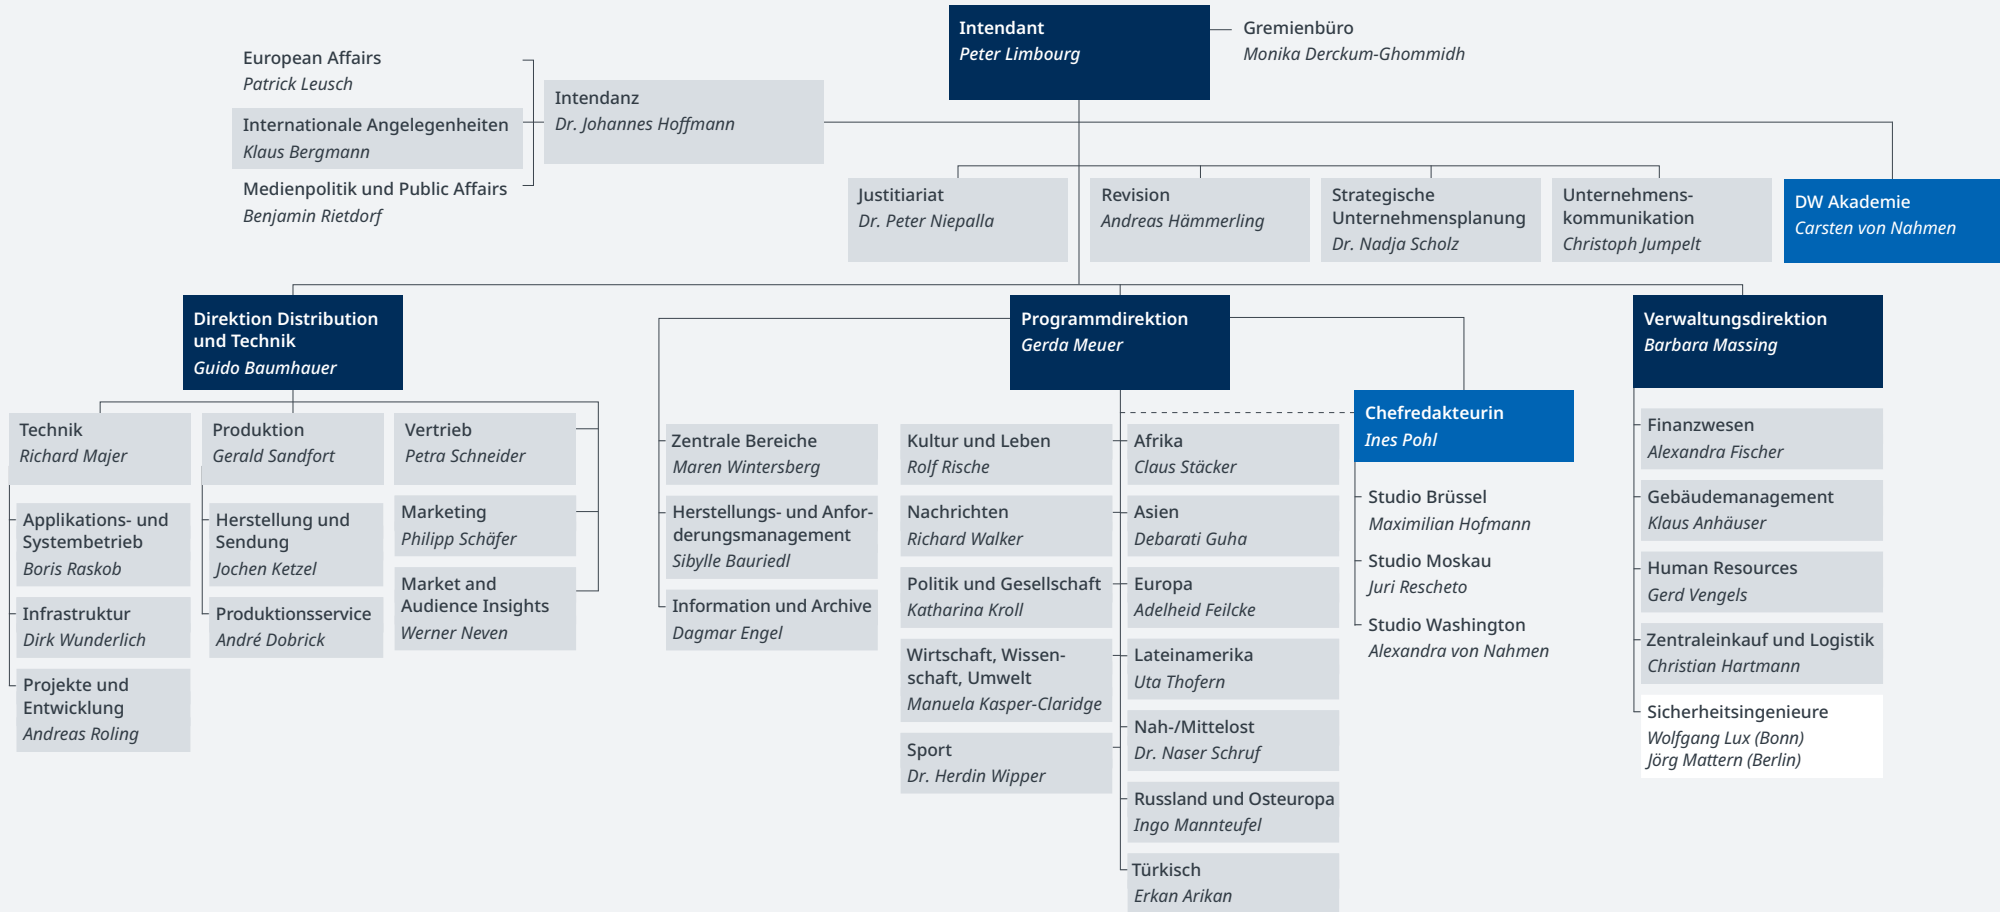 Intendant
Peter Limbourg
Gremienbüro
Monika Derckum-Ghommidh
European Affairs
Patrick Leusch
Internationale Angelegenheiten
Klaus Bergmann
Medienpolitik und Public Affairs
Benjamin Rietdorf
Intendanz
Dr. Johannes Hoffmann
Justitiariat
Dr. Peter Niepalla
Revision
Andreas Hämmerling
Strategische
Unternehmensplanung
Dr. Nadja Scholz
Unternehmens-
kommunikation
Christoph Jumpelt
DW Akademie
Carsten von Nahmen
Direktion Distribution
und Technik
Guido Baumhauer
Technik
Richard Majer
Applikations- und
Systembetrieb
Boris Raskob
Infrastruktur
Dirk Wunderlich
Projekte und
Entwicklung
Andreas Roling
Produktion
Gerald Sandfort
Herstellung und
Sendung
Jochen Ketzel
Produktionsservice
André Dobrick
Vertrieb
Petra Schneider
Marketing
Philipp Schäfer
Market and
Audience Insights
Werner Neven
Programmdirektion
Gerda Meuer
Zentrale Bereiche
Maren Wintersberg
Herstellungs- und Anfor-
derungsmanagement
Sibylle Bauriedl
Information und Archive
Dagmar Engel
Kultur und Leben
Rolf Rische
Nachrichten
Richard Walker
Politik und Gesellschaft
Katharina Kroll
Wirtschaft, Wissen-
schaft, Umwelt
Manuela Kasper-Claridge
Sport
Dr. Herdin Wipper
Afrika
Claus Stäcker
Asien
Debarati Guha
Europa
Adelheid Feilcke
Lateinamerika
Uta Thofern
Nah-/Mittelost
Dr. Naser Schruf
Russland und Osteuropa
Ingo Mannteufel
Türkisch
Erkan Arikan
Chefredakteurin
Ines Pohl
Studio Brüssel
Maximilian Hofmann
Studio Moskau
Juri Rescheto
Studio Washington
Alexandra von Nahmen
Verwaltungsdirektion
Barbara Massing
Finanzwesen
Alexandra Fischer
Gebäudemanagement
Klaus Anhäuser
Human Resources
Gerd Vengels
Zentraleinkauf und Logistik
Christian Hartmann
Sicherheitsingenieure
Wolfgang Lux (Bonn)
Jörg Mattern (Berlin)